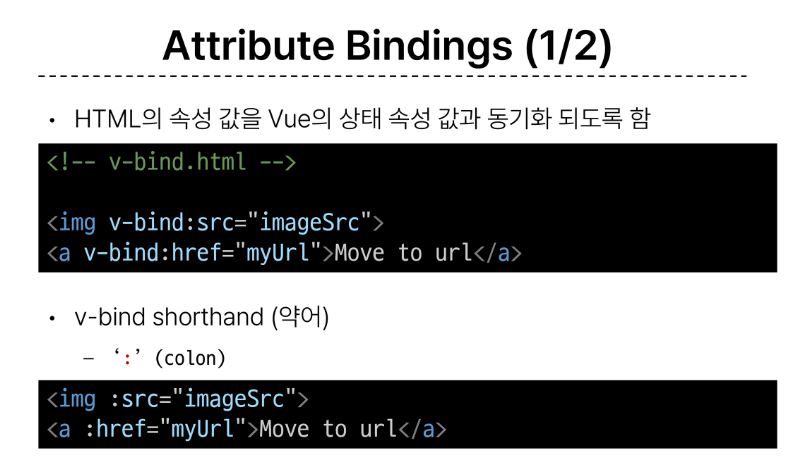 Attribute Bindings (1/2)
• HTML의 속성 값을 Vue의 상태 속성 값과 동기화 되도록 함
<!-- v-bind.html -->
<img v-bind:src="imageSrc">
<a v-bind:href="myUrl">Move to url</a>
• v-bind shorthand (약어)
– ‘:’ (colon)
<img :src="imageSrc">
<a :href="myUrl">Move to url</a>